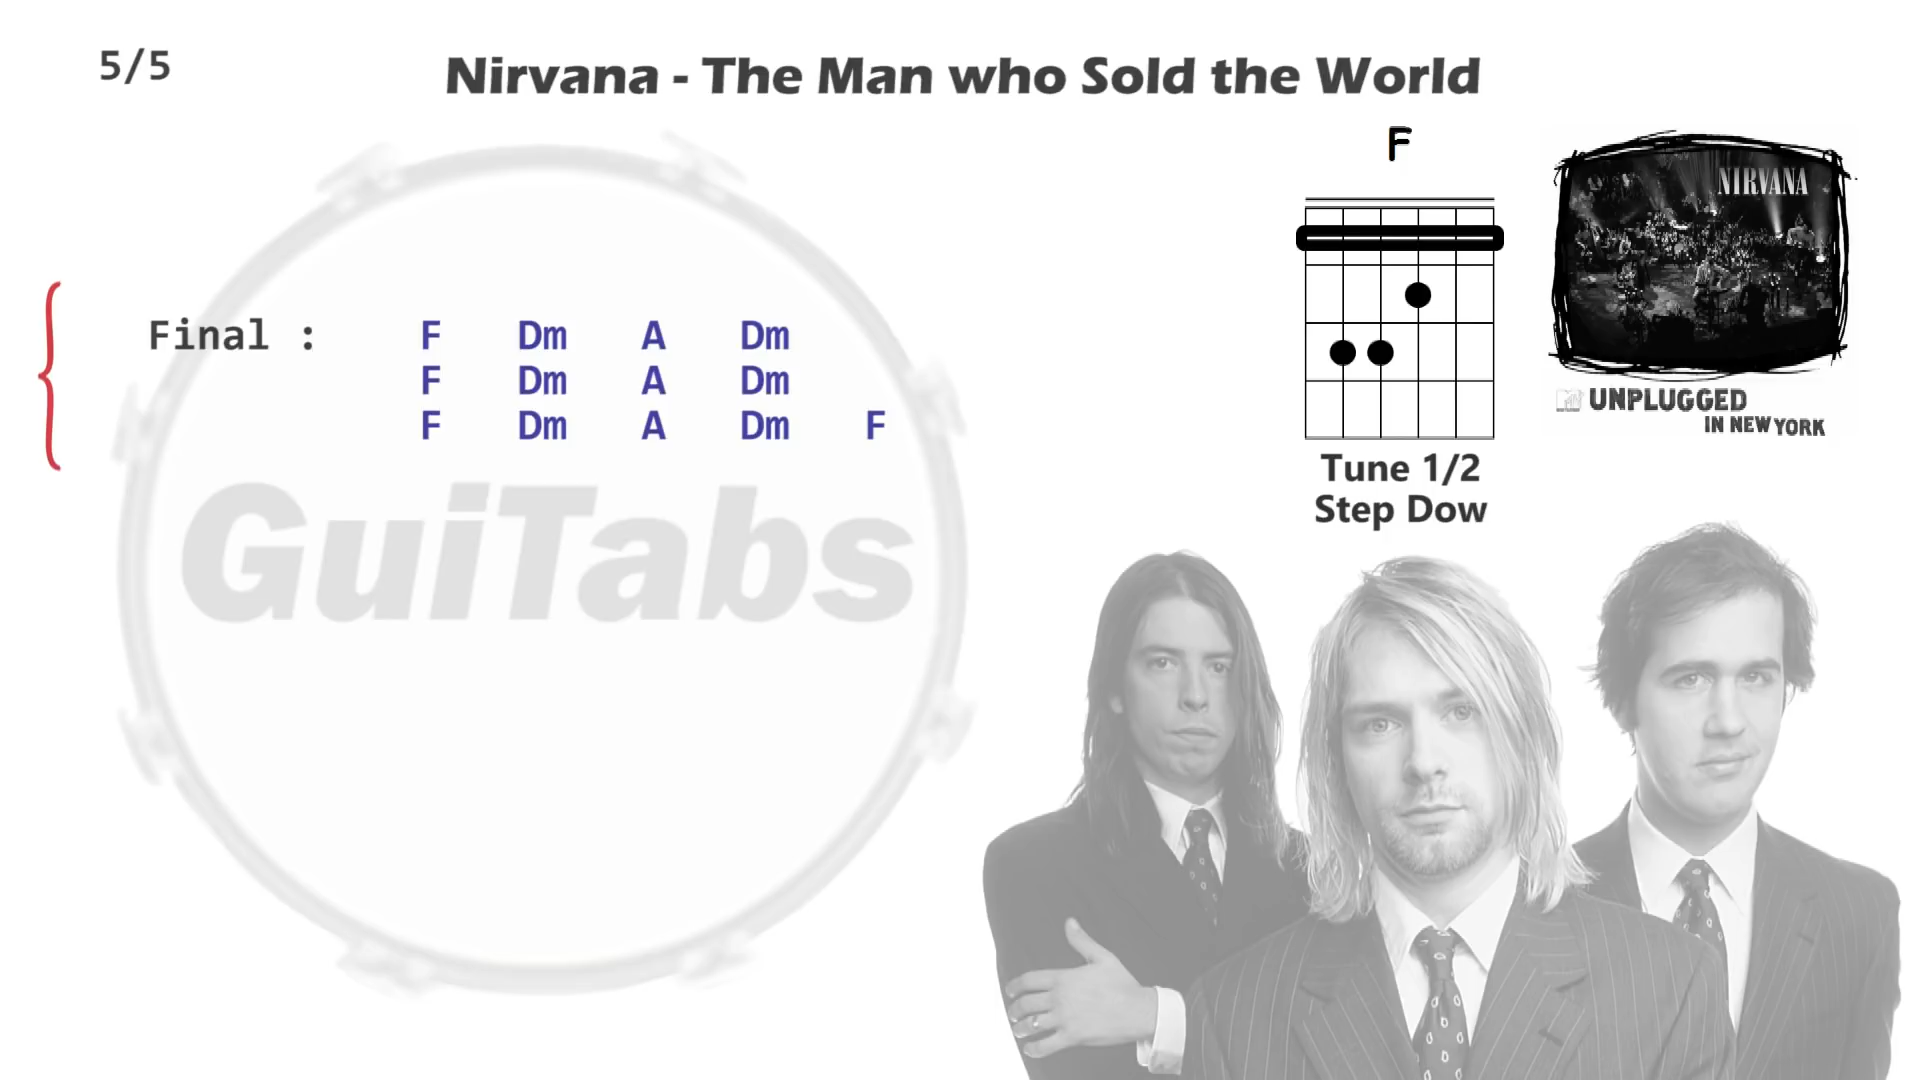 5/5
Nirvana - The Man who Sold the World
F
NIRVANA
Final : F Dm A Dm
F Dm A Dm
F Dm A Dm F
MTV UNPLUGGED
IN NEW YORK
Tune 1/2
Step Dow
GuiTabs